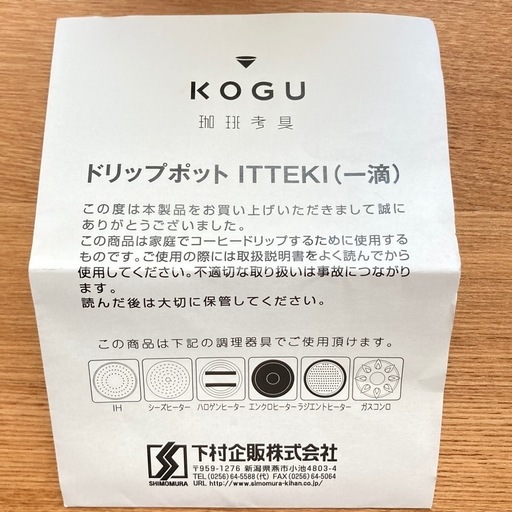 KOGU
珈琲考具
ドリップポット ITTEKI(一滴)
この度は本製品をお買い上げいただきまして誠に
ありがとうございました。
この商品は家庭でコーヒードリップするために使用する
ものです。ご使用の際には取扱説明書をよく読んでから
使用してください。不適切な取り扱いは事故につながり
ます。
読んだ後は大切に保管してください。
この商品は下記の調理器具でご使用頂けます。
IH シーズヒーター ハロゲンヒーター エンクロヒーター ラジエントヒーター ガスコンロ
下村企販株式会社
〒959-1276 新潟県燕市小池4803-4
TEL (0256)64-5588(代) FAX(0256)64-5064
SHIMOMURA URL http://www.simomura-kihan.co.jp/